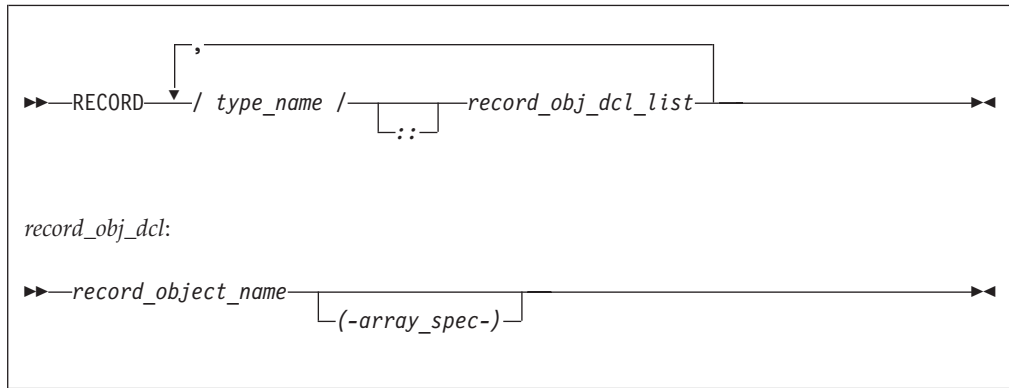 ,
RECORD / type_name / record_obj_dcl_list
::
record_obj_dcl:
record_object_name
(-array_spec-)